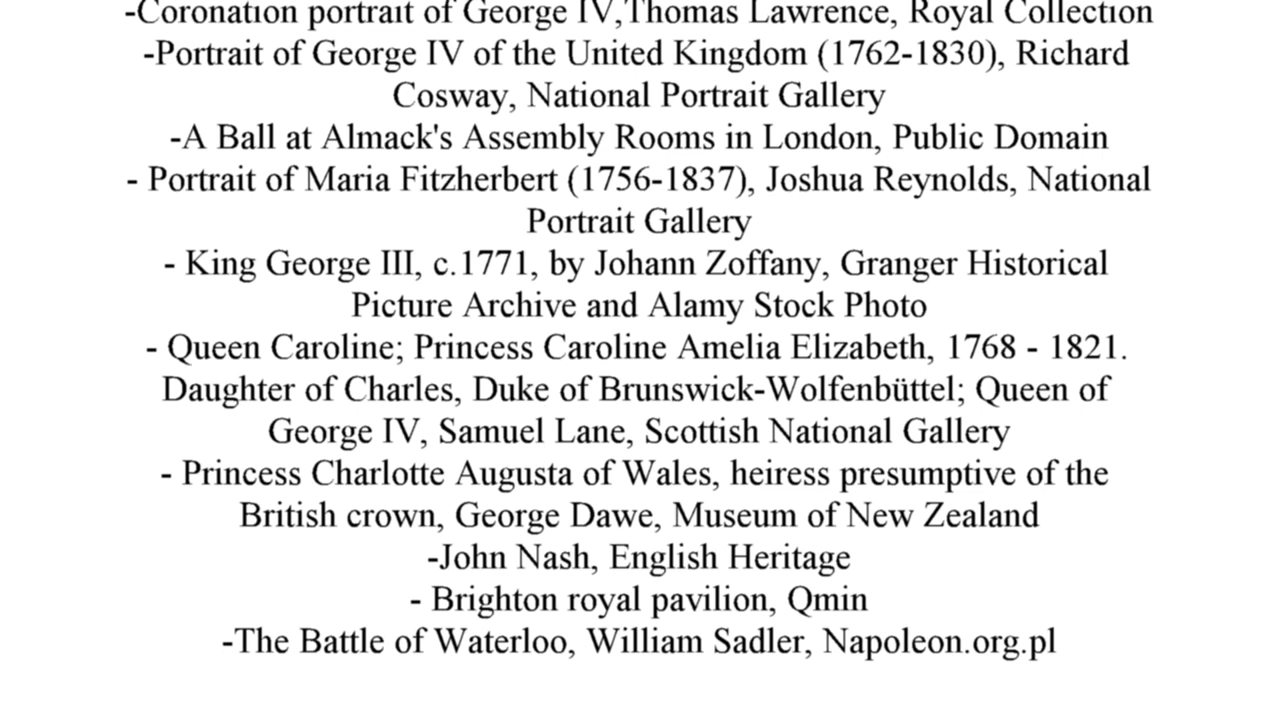 -Coronation portrait of George IV,Thomas Lawrence, Royal Collection
-Portrait of George IV of the United Kingdom (1762-1830), Richard
Cosway, National Portrait Gallery
-A Ball at Almack's Assembly Rooms in London, Public Domain
- Portrait of Maria Fitzherbert (1756-1837), Joshua Reynolds, National
Portrait Gallery
- King George III, c.1771, by Johann Zoffany, Granger Historical
Picture Archive and Alamy Stock Photo
- Queen Caroline; Princess Caroline Amelia Elizabeth, 1768 - 1821.
Daughter of Charles, Duke of Brunswick-Wolfenbüttel; Queen of
George IV, Samuel Lane, Scottish National Gallery
- Princess Charlotte Augusta of Wales, heiress presumptive of the
British crown, George Dawe, Museum of New Zealand
-John Nash, English Heritage
- Brighton royal pavilion, Qmin
-The Battle of Waterloo, William Sadler, Napoleon.org.pl